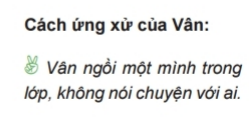 Cách ứng xử của Vân:
Vân ngồi một mình trong
lớp, không nói chuyện với ai.